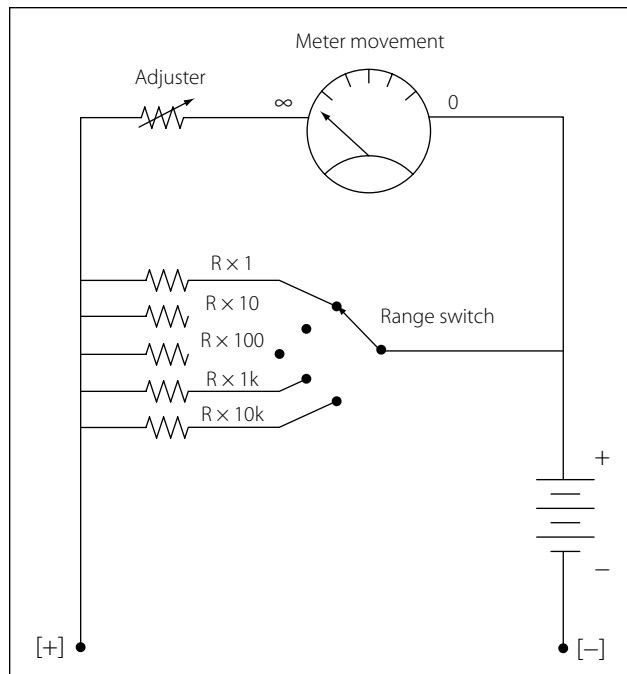 Meter movement
Adjuster
∞
0
R × 1
R × 10
Range switch
R × 100
R × 1k
R × 10k
+
−
[+]
[−]